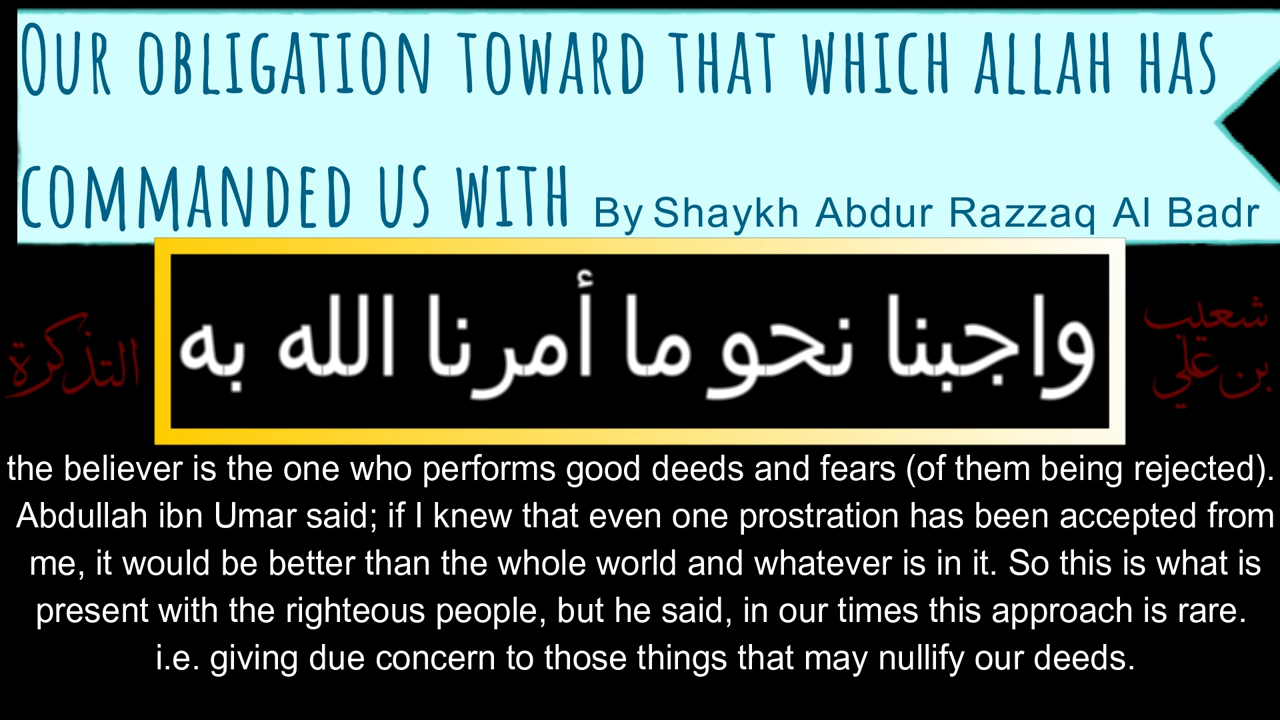 Our obligation toward that which Allah has
commanded us with By Shaykh Abdur Razzaq Al Badr
واجبنا نحو ما أمرنا الله به
شعيب
بن علي
التذكرة
the believer is the one who performs good deeds and fears (of them being rejected).
Abdullah ibn Umar said; if I knew that even one prostration has been accepted from
me, it would be better than the whole world and whatever is in it. So this is what is
present with the righteous people, but he said, in our times this approach is rare.
i.e. giving due concern to those things that may nullify our deeds.